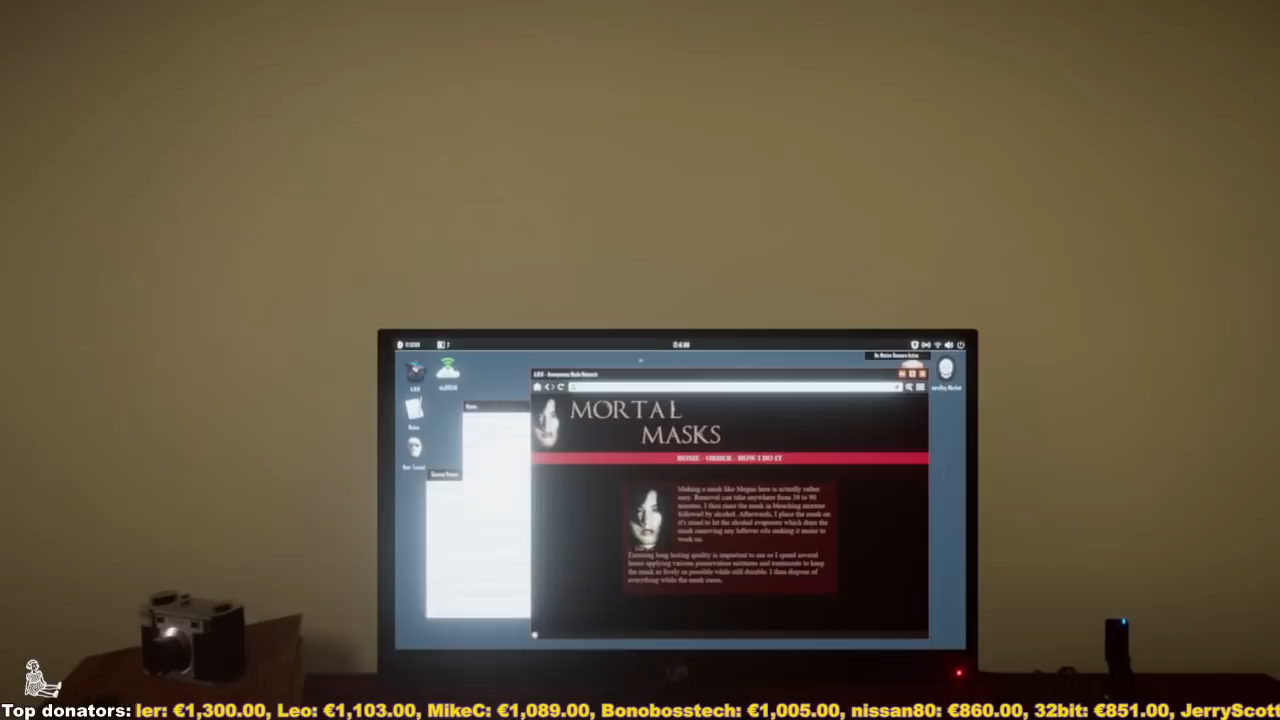 A.N.N - Anonymous Node Network
MORTAL
MASKS
HOME - ORDER - HOW I DO IT
Making a mask like Megan here is actually rather
easy. Removal can take anywhere from 30 to 90
minutes. I then rinse the mask in bleaching mixture
followed by alcohol. Afterwards, I place the mask on
it's stand to let the alcohol evaporate which dries the
mask removing any leftover oils making it easier to
work on.
Ensuring long lasting quality is important to me so I spend several
hours applying various preservation mixtures and treatments to keep
the mask as lively as possible while still durable. I then dispose of
everything while the mask cures.
Notes
Source Viewer
Top donators: ler: €1,300.00, Leo: €1,103.00, MikeC: €1,089.00, Bonobosstech: €1,005.00, nissan80: €860.00, 32bit: €851.00, JerryScott